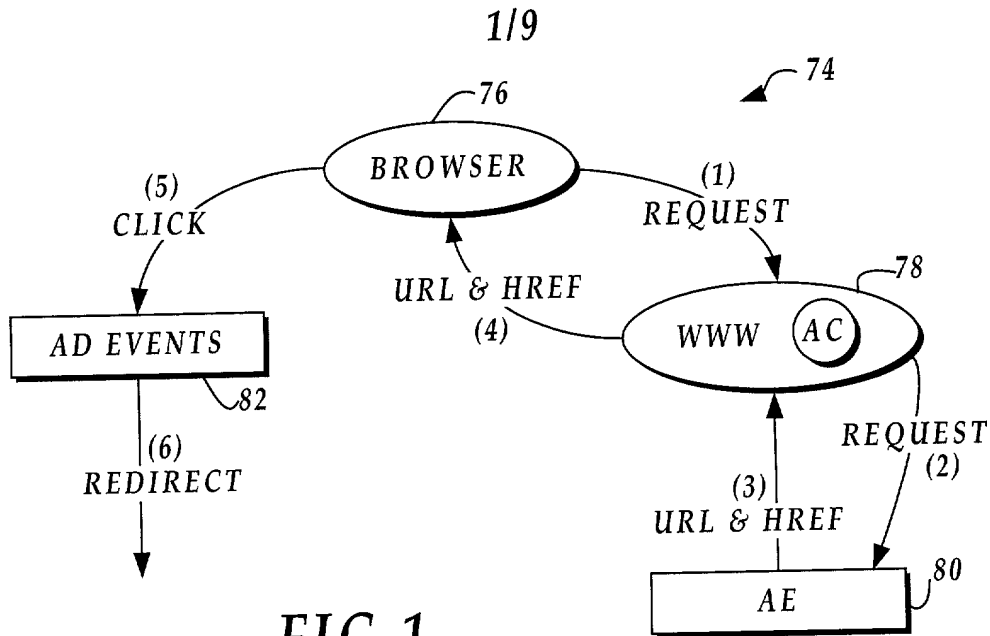 1/9
74
76
BROWSER
(5)
CLICK
(1)
REQUEST
URL & HREF
(4)
78
WWW
AC
AD EVENTS
82
(6)
REDIRECT
REQUEST
(2)
(3)
URL & HREF
80
AE
FIG. 1